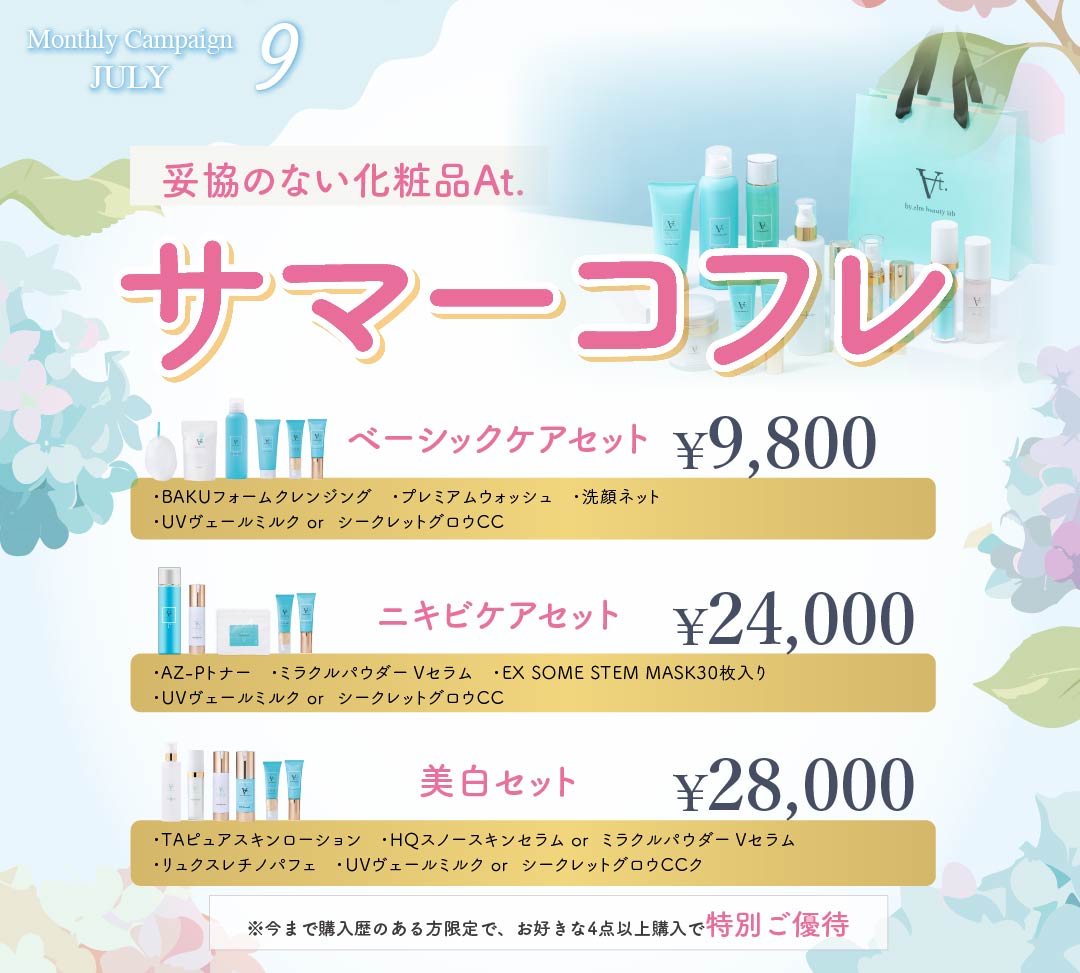 Monthly Campaign
JULY
9
妥協のない化粧品At.
At.
by.elm beauty lab
サマーコフレ
ベーシックケアセット ¥9,800
・BAKUフォームクレンジング ・プレミアムウォッシュ ・洗顔ネット
・UVヴェールミルク or シークレットグロウCC
ニキビケアセット ¥24,000
・AZ-Pトナー ・ミラクルパウダー Vセラム ・EX SOME STEM MASK30枚入り
・UVヴェールミルク or シークレットグロウCC
美白セット ¥28,000
・TAピュアスキンローション ・HQスノースキンセラム or ミラクルパウダー Vセラム
・リュクスレチノパフェ ・UVヴェールミルク or シークレットグロウCCク
※今まで購入歴のある方限定で、お好きな4点以上購入で特別ご優待